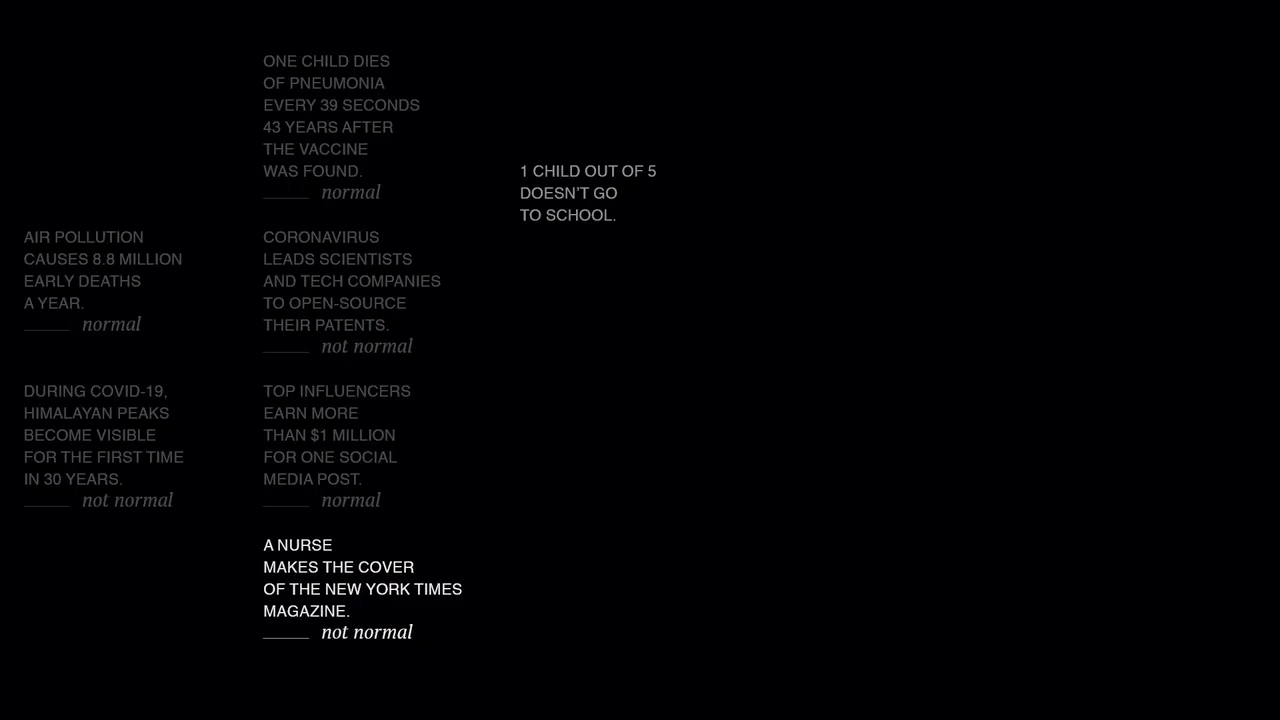 AIR POLLUTION
CAUSES 8.8 MILLION
EARLY DEATHS
A YEAR.
normal
DURING COVID-19,
HIMALAYAN PEAKS
BECOME VISIBLE
FOR THE FIRST TIME
IN 30 YEARS.
not normal
ONE CHILD DIES
OF PNEUMONIA
EVERY 39 SECONDS
43 YEARS AFTER
THE VACCINE
WAS FOUND.
normal
CORONAVIRUS
LEADS SCIENTISTS
AND TECH COMPANIES
TO OPEN-SOURCE
THEIR PATENTS.
not normal
TOP INFLUENCERS
EARN MORE
THAN $1 MILLION
FOR ONE SOCIAL
MEDIA POST.
normal
A NURSE
MAKES THE COVER
OF THE NEW YORK TIMES
MAGAZINE.
not normal
1 CHILD OUT OF 5
DOESN'T GO
TO SCHOOL.